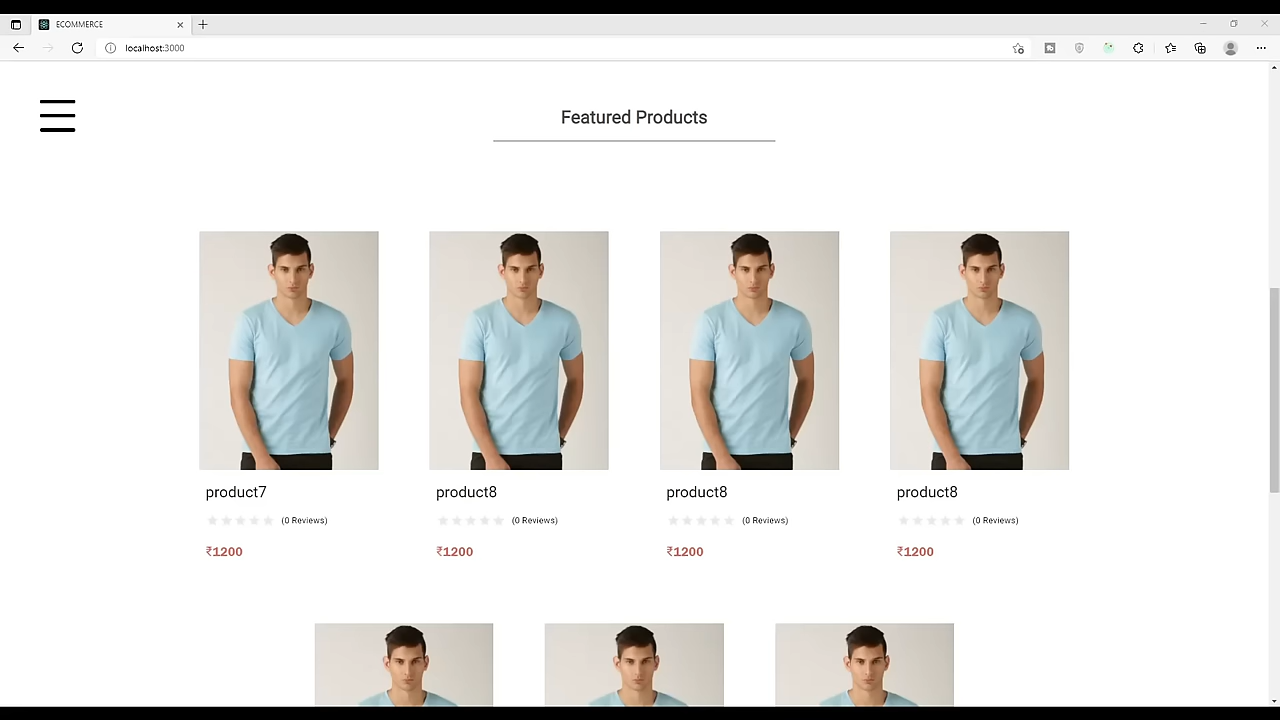 ECOMMERCE
localhost:3000
Featured Products
product7
product8
product8
product8
(0 Reviews)
(0 Reviews)
(0 Reviews)
(0 Reviews)
₹1200
₹1200
₹1200
₹1200